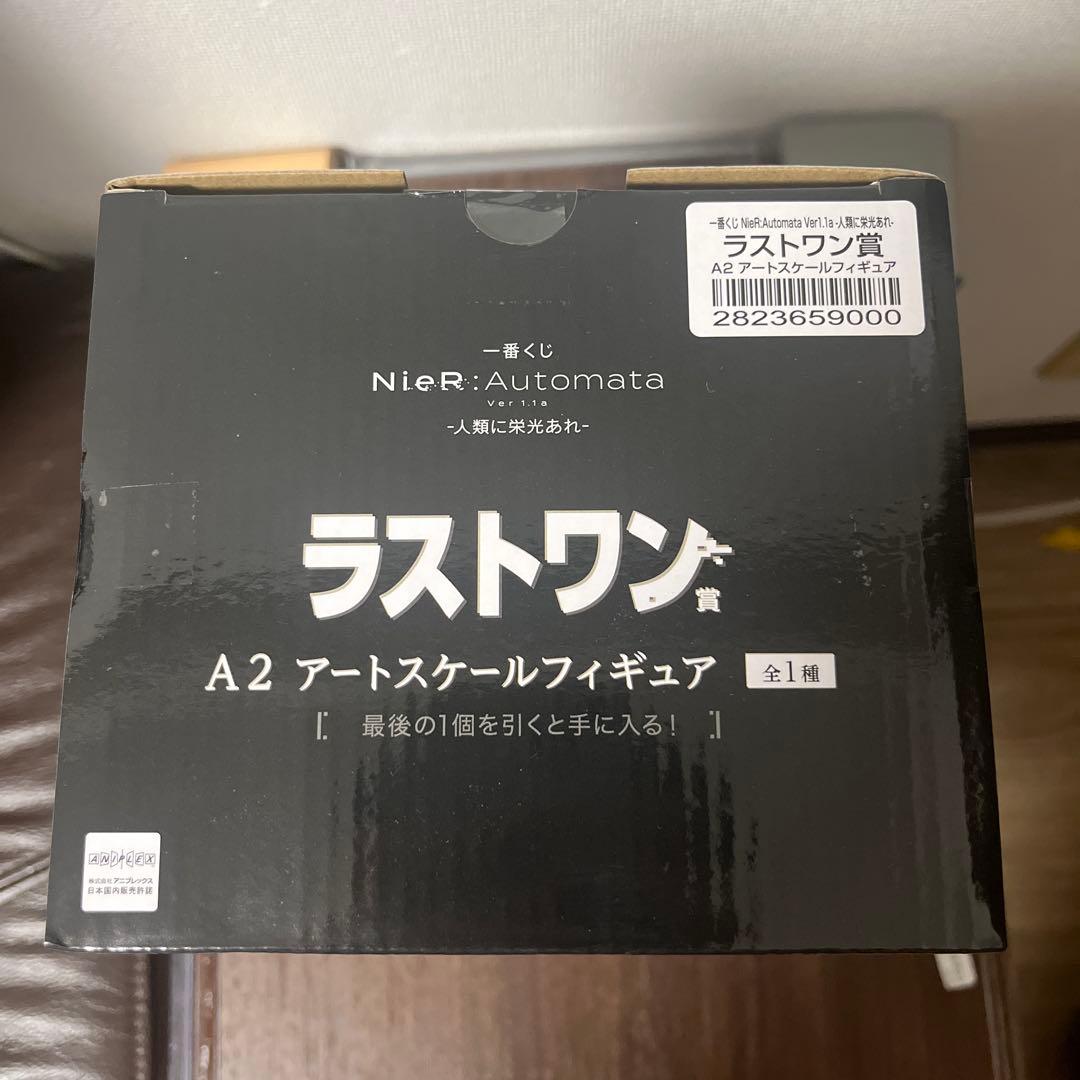 一番くじ NieR:Automata Ver1.1a -人類に栄光あれ-
ラストワン賞
A2 アートスケールフィギュア
2823659000
一番くじ
NieR:Automata
Ver 1.1a
-人類に栄光あれ-
ラストワン賞
A2 アートスケールフィギュア 全1種
[ 最後の1個を引くと手に入る! ]
ANIPLEX
株式会社アニプレックス
日本国内販売許諾